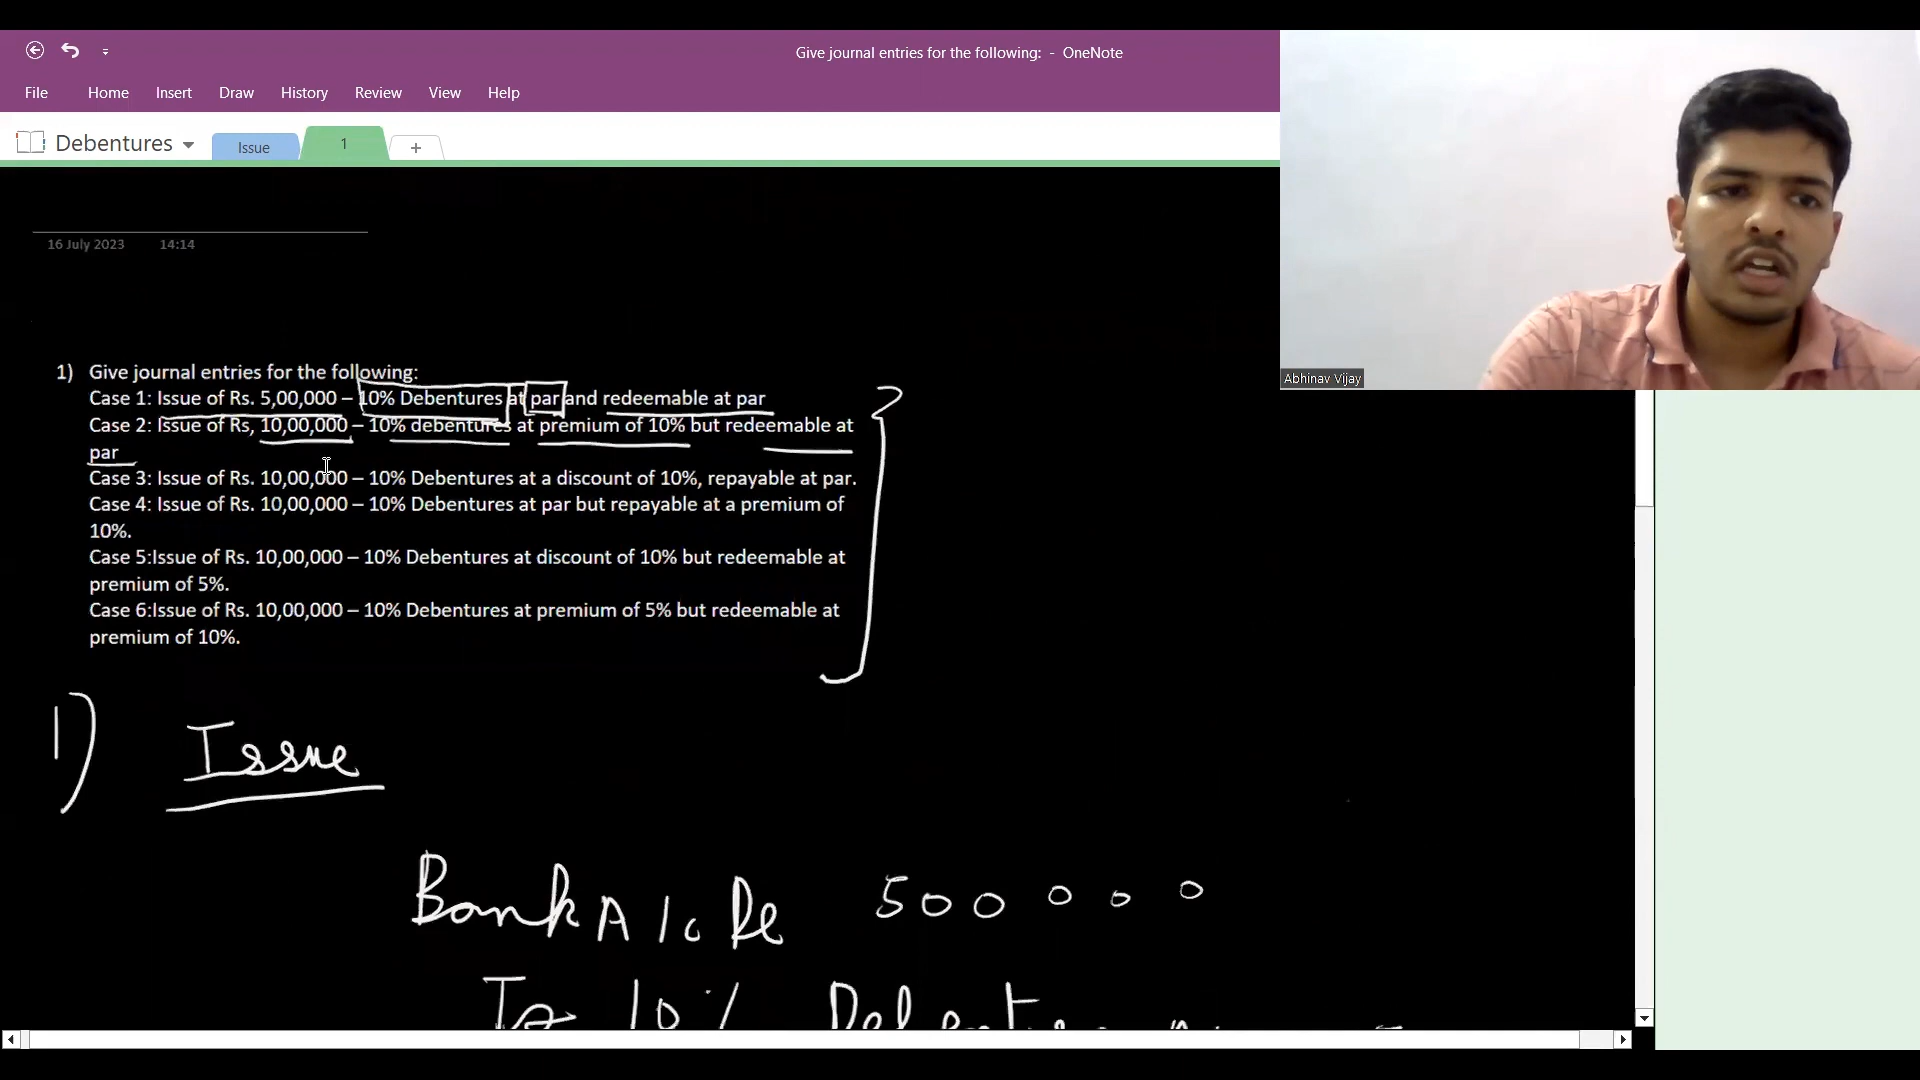 Give journal entries for the following: - OneNote
File Home Insert Draw History Review View Help
Debentures Issue 1 +
Abhinav Vijay
16 July 2023 14:14
1) Give journal entries for the following:
Case 1: Issue of Rs. 5,00,000 – 10% Debentures at par and redeemable at par
Case 2: Issue of Rs, 10,00,000 – 10% debentures at premium of 10% but redeemable at
par
Case 3: Issue of Rs. 10,00,000 – 10% Debentures at a discount of 10%, repayable at par.
Case 4: Issue of Rs. 10,00,000 – 10% Debentures at par but repayable at a premium of
10%.
Case 5:Issue of Rs. 10,00,000 – 10% Debentures at discount of 10% but redeemable at
premium of 5%.
Case 6:Issue of Rs. 10,00,000 – 10% Debentures at premium of 5% but redeemable at
premium of 10%.
1) Issue
Bank A/c De 500000
To 10%